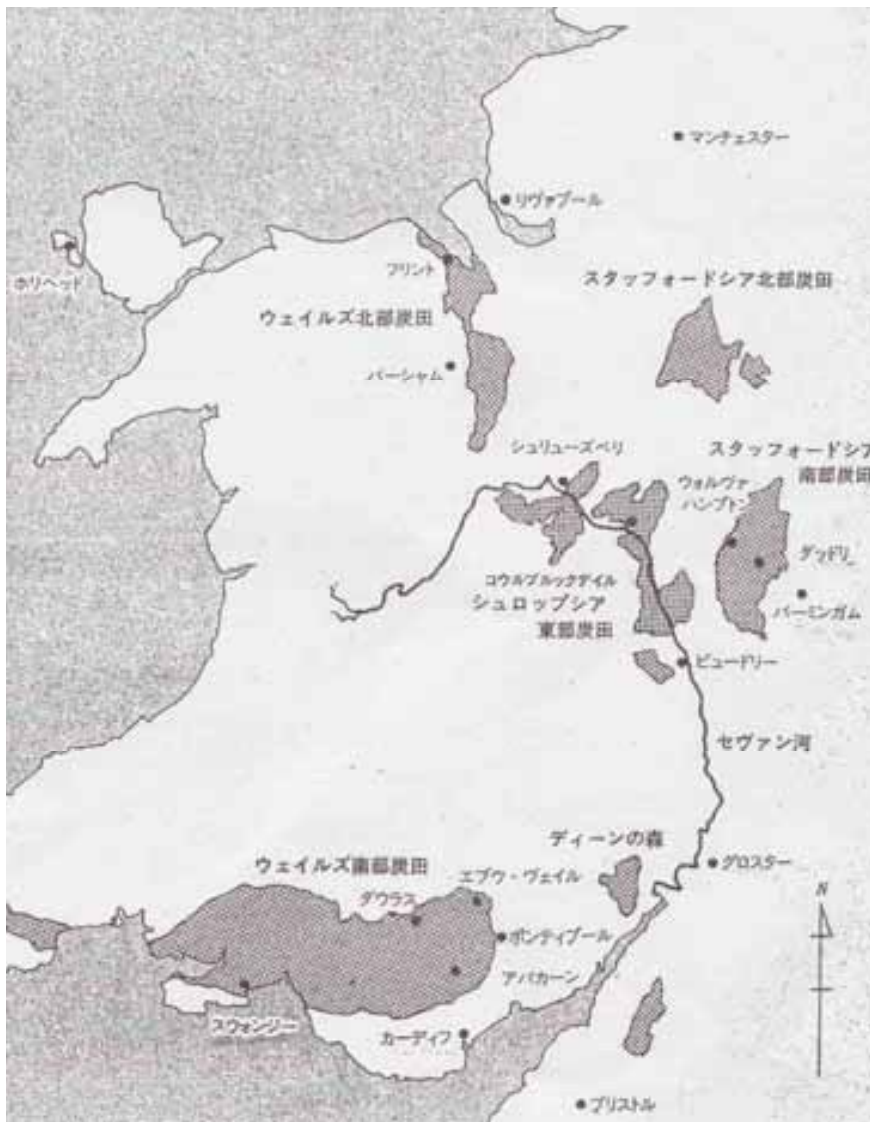 マンチェスター
リヴァプール
ホリヘッド
フリント
スタッフォードシア北部炭田
ウェイルズ北部炭田
バーシャム
シュリューズベリ
スタッフォードシア
南部炭田
ウォルヴァ
ハンプトン
ダッドリ
コウルブルックデイル
シュロップシア
東部炭田
バーミンガム
ビュードリー
セヴァン河
ディーンの森
グロスター
ウェイルズ南部炭田
エブウ・ヴェイル
ダウラス
N
ポンティプール
アバカーン
スウォンジー
カーディフ
ブリストル